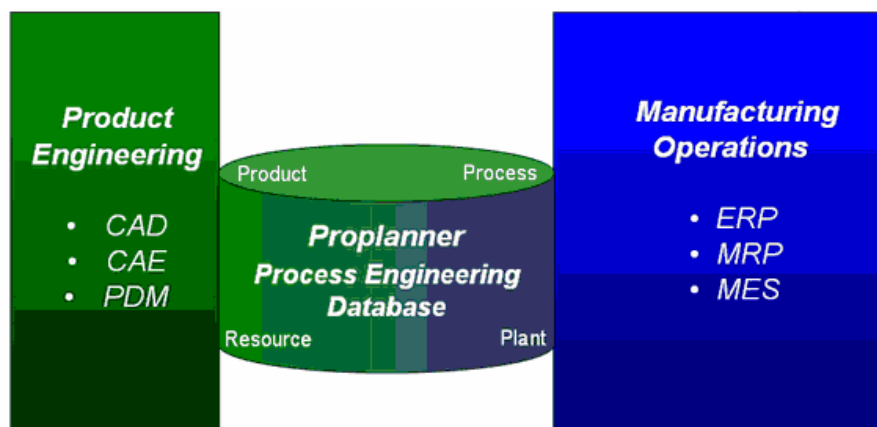 Product
Engineering
• CAD
• CAE
• PDM
Product
Process
Proplanner
Process Engineering
Database
Resource
Plant
Manufacturing
Operations
• ERP
• MRP
• MES